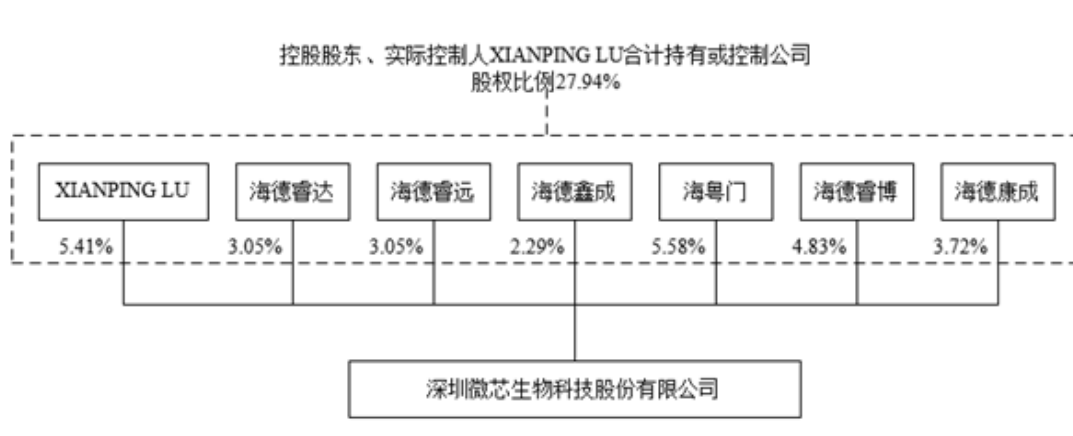 控股股东、实际控制人XIANPING LU合计持有或控制公司
股权比例27.94%
XIANPING LU
海德睿达
海德睿远
海德鑫成
海粤门
海德睿博
海德康成
5.41%
3.05%
3.05%
2.29%
5.58%
4.83%
3.72%
深圳微芯生物科技股份有限公司